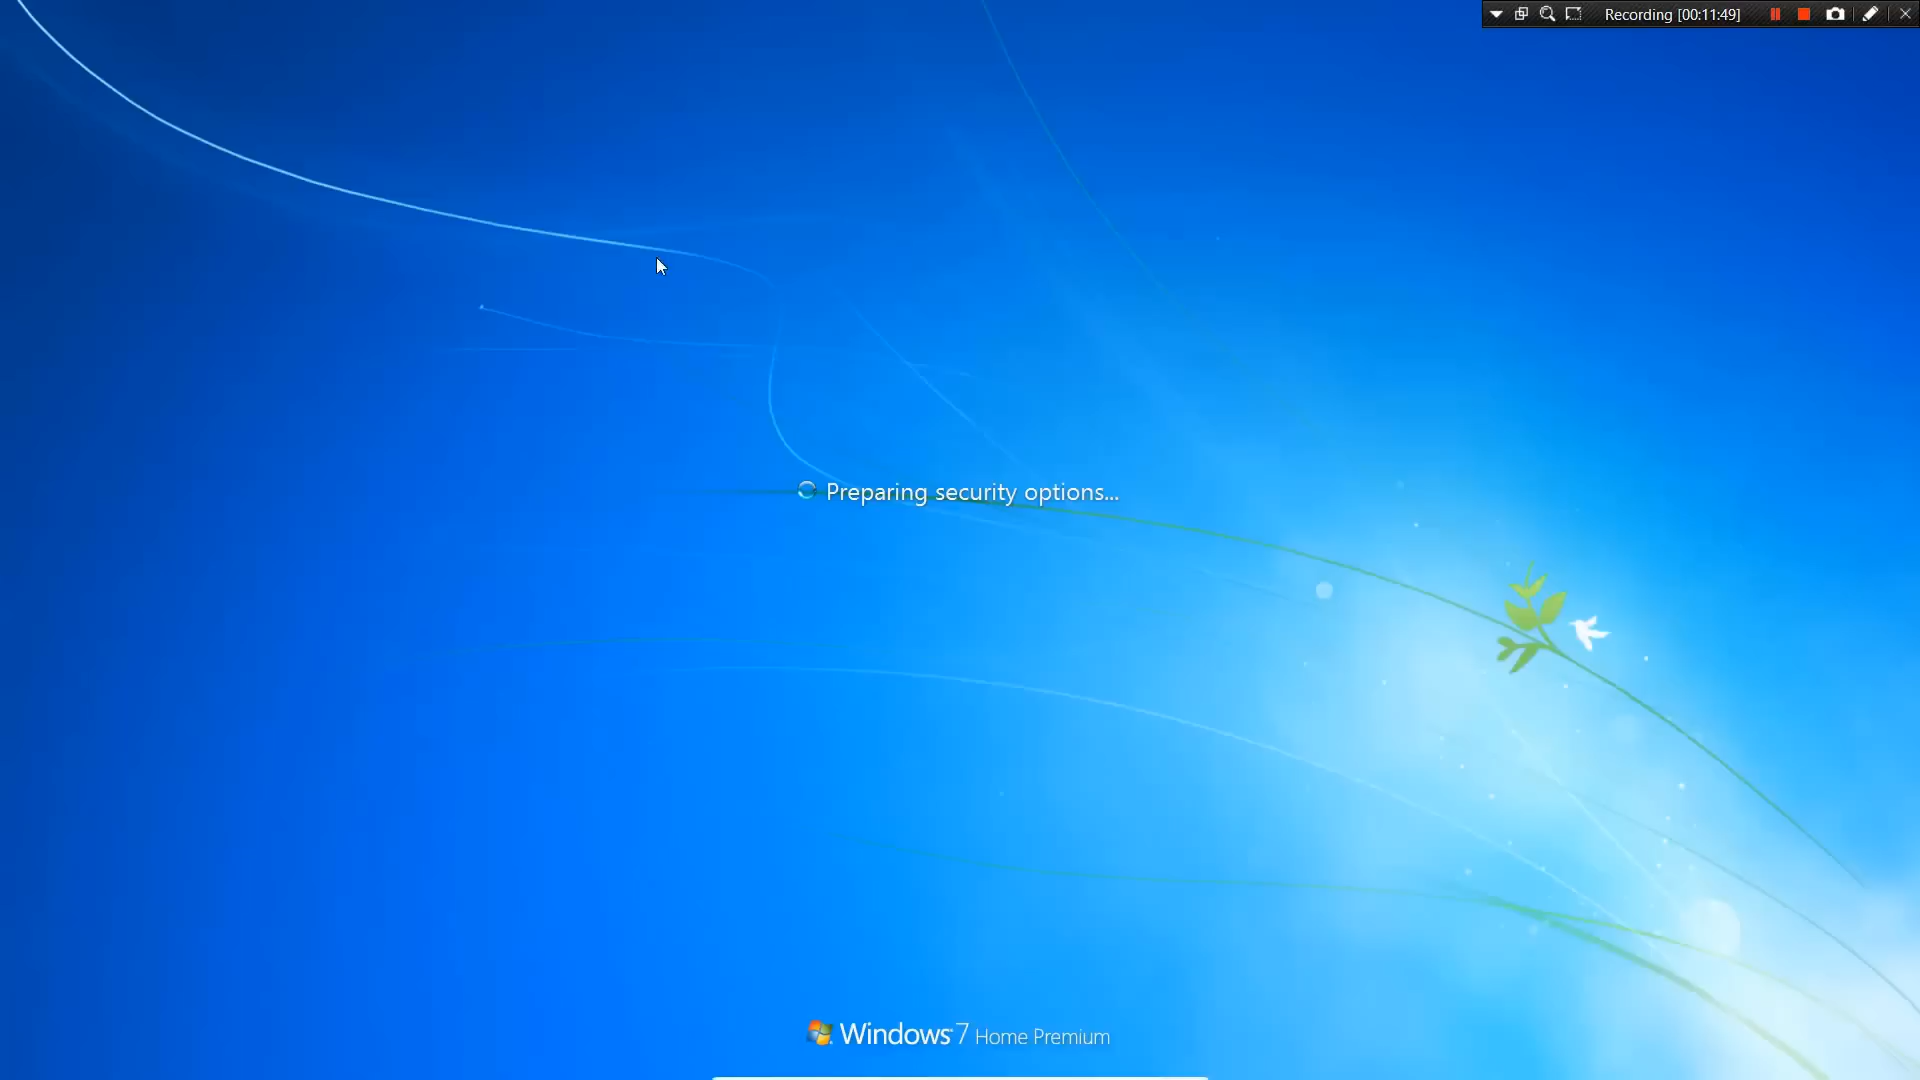 Recording [00:11:49]
Preparing security options...
Windows 7 Home Premium